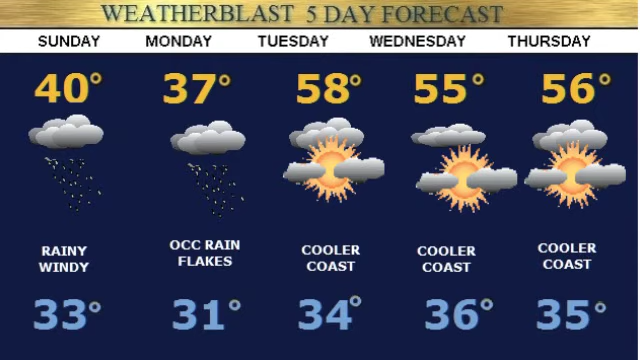 WEATHERBLAST 5 DAY FORECAST
SUNDAY MONDAY TUESDAY WEDNESDAY THURSDAY
40° 37° 58° 55° 56°
RAINY WINDY
OCC RAIN FLAKES
COOLER COAST
COOLER COAST
COOLER COAST
33° 31° 34° 36° 35°